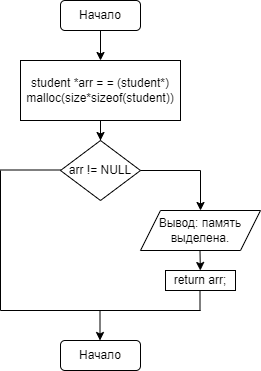 Начало
student *arr = = (student*)
malloc(size*sizeof(student))
arr != NULL
Вывод: память
выделена.
return arr;
Начало